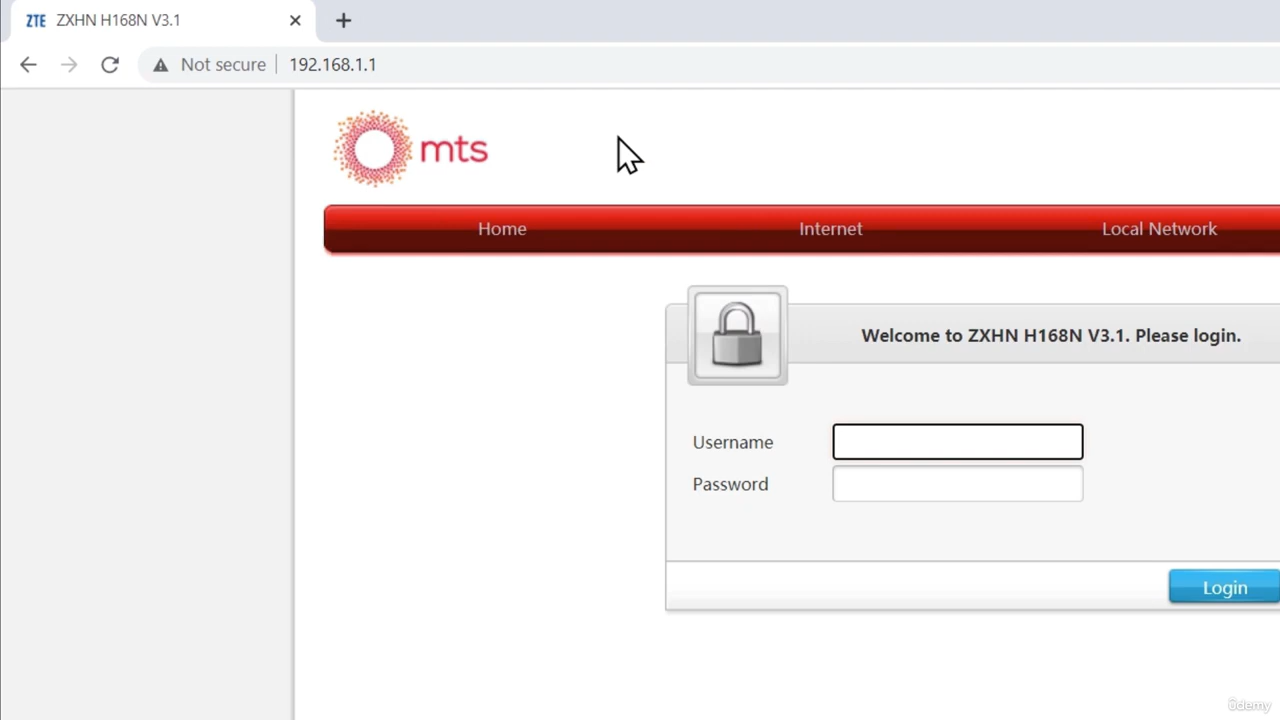 ZTE ZXHN H168N V3.1
Not secure 192.168.1.1
mts
Home Internet Local Network
Welcome to ZXHN H168N V3.1. Please login.
Username
Password
Login
ûdemy